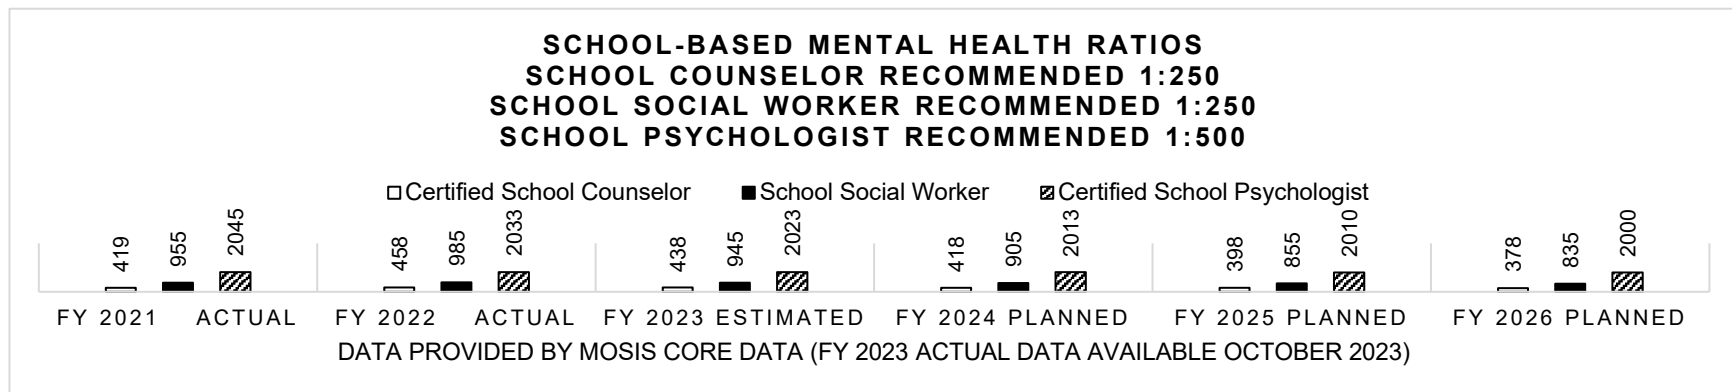 SCHOOL-BASED MENTAL HEALTH RATIOS
SCHOOL COUNSELOR RECOMMENDED 1:250
SCHOOL SOCIAL WORKER RECOMMENDED 1:250
SCHOOL PSYCHOLOGIST RECOMMENDED 1:500
Certified School Counselor School Social Worker Certified School Psychologist
419 955 2045 458 985 2033 438 945 2023 418 905 2013 398 855 2010 378 835 2000
FY 2021 ACTUAL FY 2022 ACTUAL FY 2023 ESTIMATED FY 2024 PLANNED FY 2025 PLANNED FY 2026 PLANNED
DATA PROVIDED BY MOSIS CORE DATA (FY 2023 ACTUAL DATA AVAILABLE OCTOBER 2023)